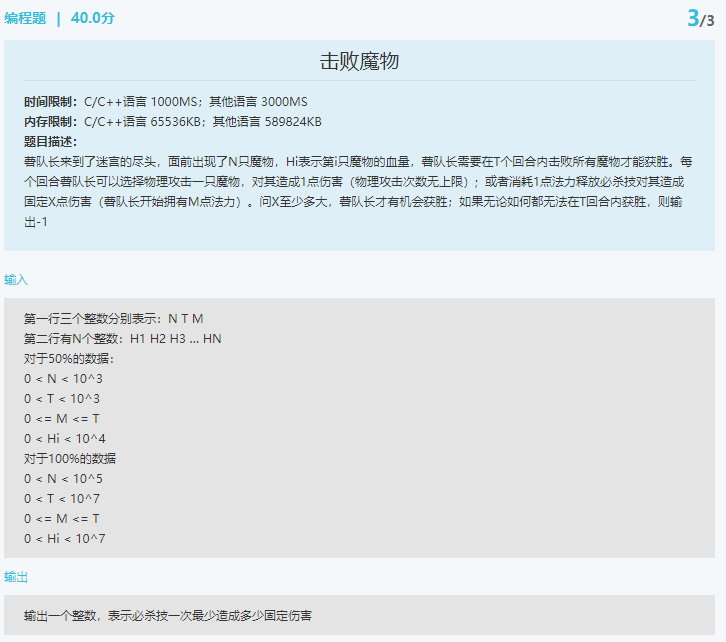 编程题 | 40.0分
3/3
击败魔物
时间限制：C/C++语言 1000MS；其他语言 3000MS
内存限制：C/C++语言 65536KB；其他语言 589824KB
题目描述：
替队长来到了迷宫的尽头，面前出现了N只魔物，Hi表示第i只魔物的血量，替队长需要在T个回合内击败所有魔物才能获胜。每
个回合替队长可以选择物理攻击一只魔物，对其造成1点伤害（物理攻击次数无上限）；或者消耗1点法力释放必杀技对其造成
固定X点伤害（替队长开始拥有M点法力）。问X至少多大，替队长才有机会获胜；如果无论如何都无法在T回合内获胜，则输
出-1
输入
第一行三个整数分别表示：N T M
第二行有N个整数：H1 H2 H3 ... HN
对于50%的数据：
0 < N < 10^3
0 < T < 10^3
0 <= M <= T
0 < Hi < 10^4
对于100%的数据
0 < N < 10^5
0 < T < 10^7
0 <= M <= T
0 < Hi < 10^7
输出
输出一个整数，表示必杀技一次最少造成多少固定伤害